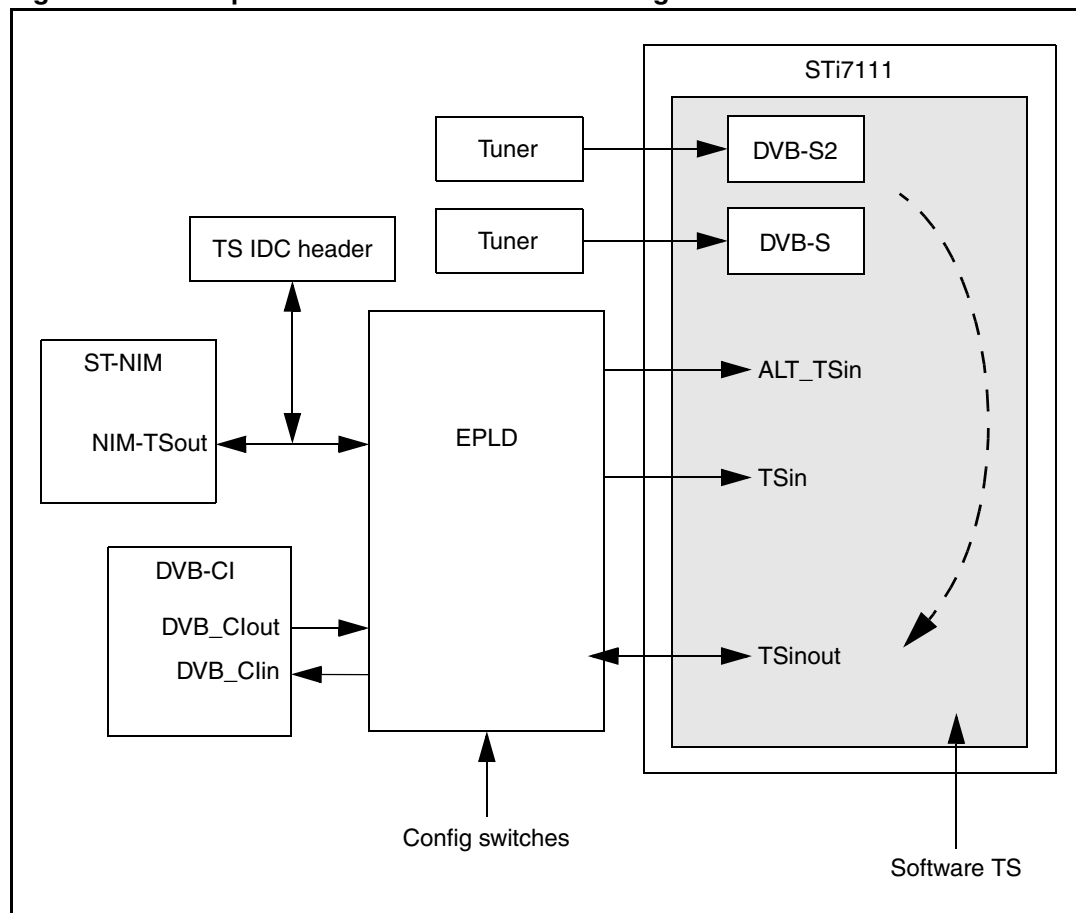 STi7111
Tuner
DVB-S2
Tuner
DVB-S
TS IDC header
ST-NIM
NIM-TSout
EPLD
ALT_TSin
TSin
DVB-CI
DVB_CIout
DVB_CIin
TSinout
Config switches
Software TS